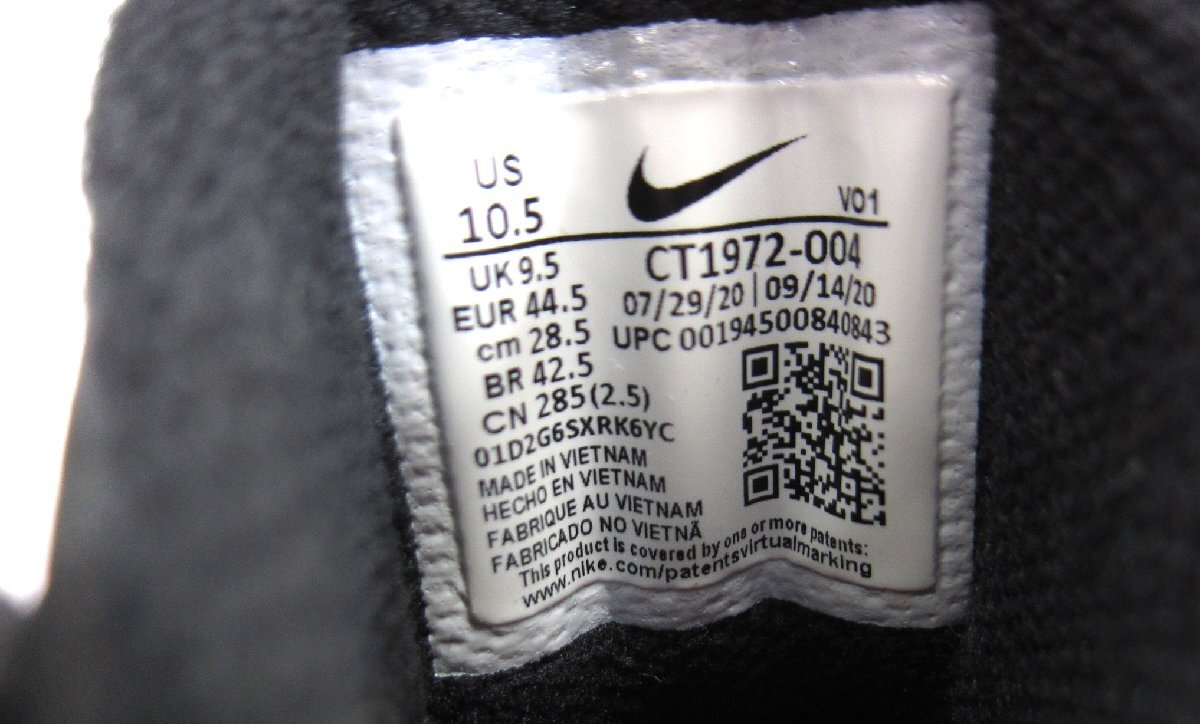 US
10.5
V01
UK 9.5
EUR 44.5
cm 28.5
BR 42.5
CN 285(2.5)
CT1972-004
07/29/20 | 09/14/20
UPC 00194500840843
01D2G6SXRK6YC
MADE IN VIETNAM
HECHO EN VIETNAM
FABRIQUE AU VIETNAM
FABRICADO NO VIETNÃ
This product is covered by one or more patents:
www.nike.com/patentsvirtualmarking